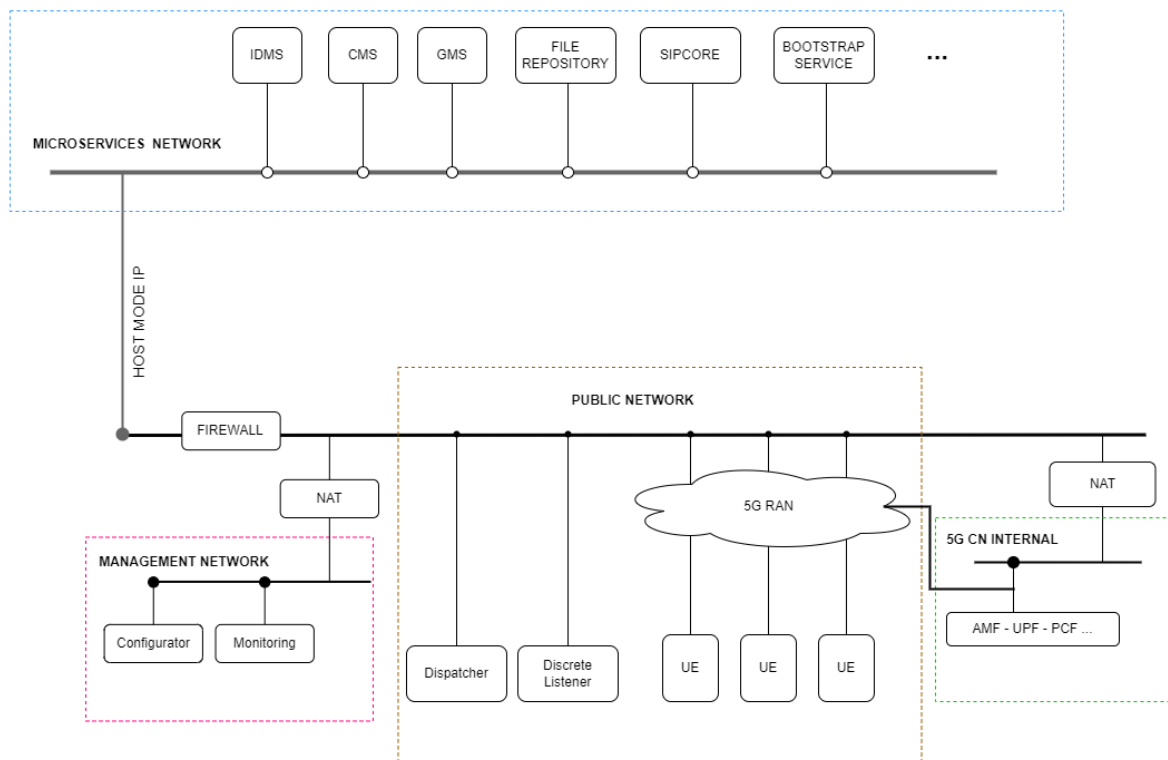 IDMS
CMS
GMS
FILE
REPOSITORY
SIPCORE
BOOTSTRAP
SERVICE
...
MICROSERVICES NETWORK
HOST MODE IP
PUBLIC NETWORK
FIREWALL
NAT
NAT
5G RAN
5G CN INTERNAL
MANAGEMENT NETWORK
Configurator
Monitoring
AMF - UPF - PCF ...
Dispatcher
Discrete
Listener
UE
UE
UE